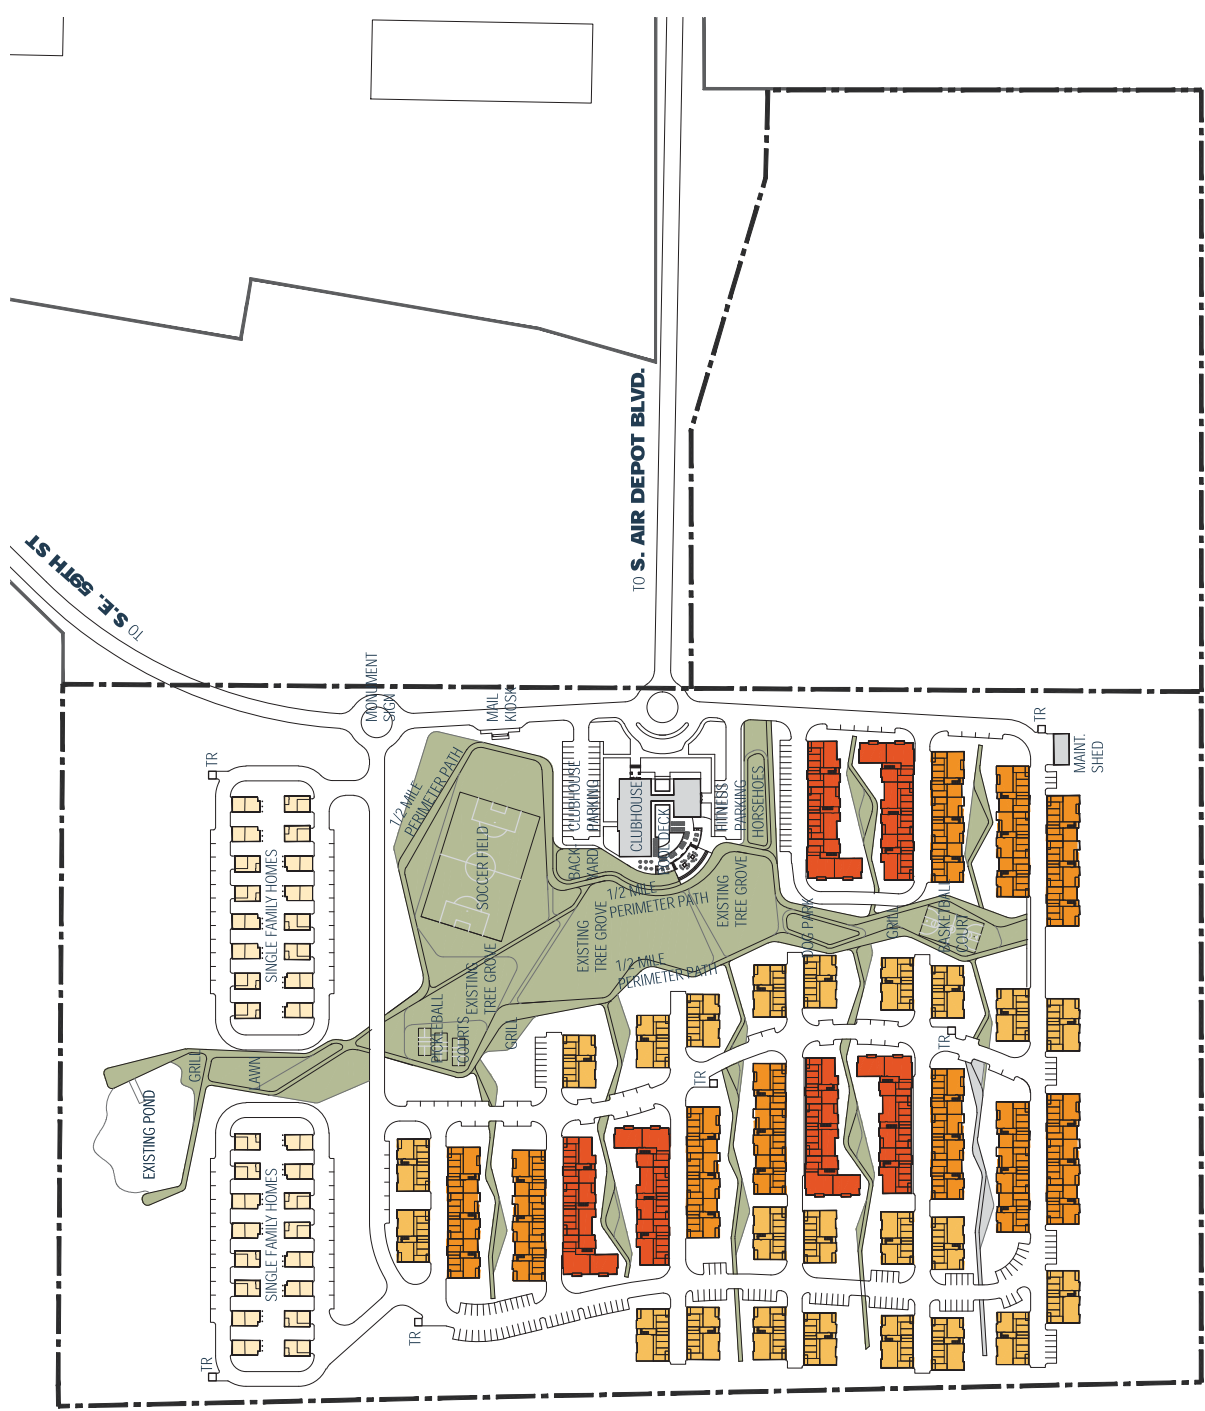 TO S. AIR DEPOT BLVD.
TO S.E. 59TH ST
MONUMENT
SIGN
MAIL
KIOSK
TR
MAINT.
SHED
TR
1/2 MILE
PERIMETER PATH
CLUBHOUSE
PARKING
CLUBHOUSE
FITNESS
PARKING
HORSESHOES
SOCCER FIELD
BACK-
YARD
1/2 MILE
PERIMETER PATH
EXISTING
TREE GROVE
SINGLE FAMILY HOMES
EXISTING
TREE GROVE
DOG PARK
GRILL
BASKETBALL
COURT
1/2 MILE
PERIMETER PATH
EXISTING
TREE GROVE
PICKLEBALL
COURTS
GRILL
TR
GRILL
LAWN
TR
EXISTING POND
SINGLE FAMILY HOMES
TR
TR